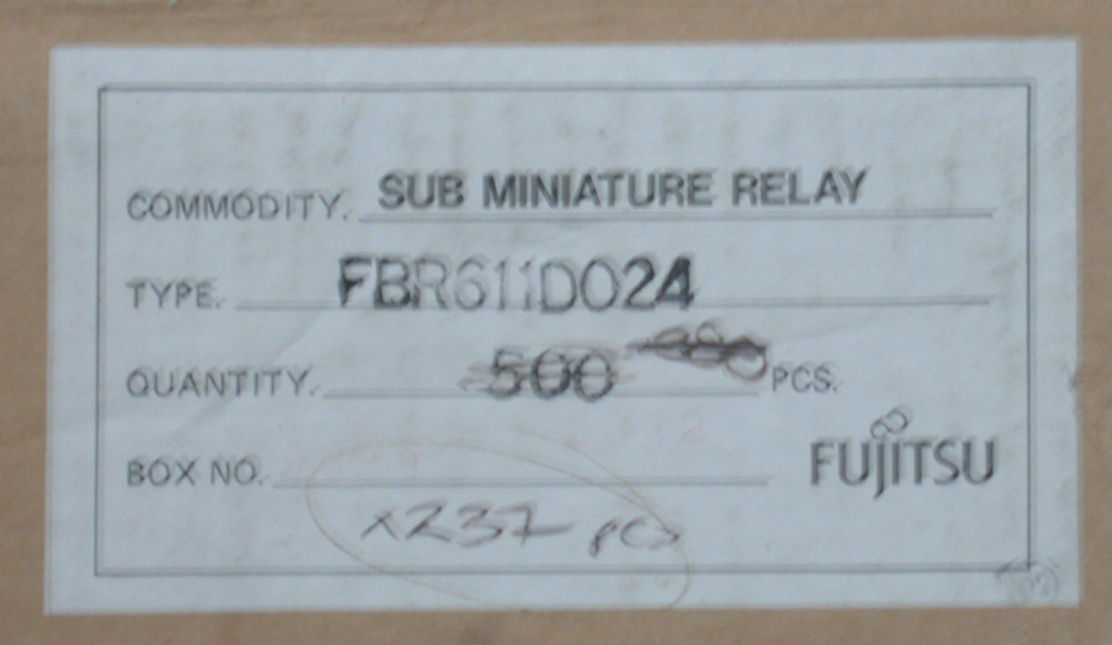 COMMODITY. SUB MINIATURE RELAY
TYPE. FBR611D024
QUANTITY. 500 PCS.
BOX NO.
FUJITSU
x237 pcs